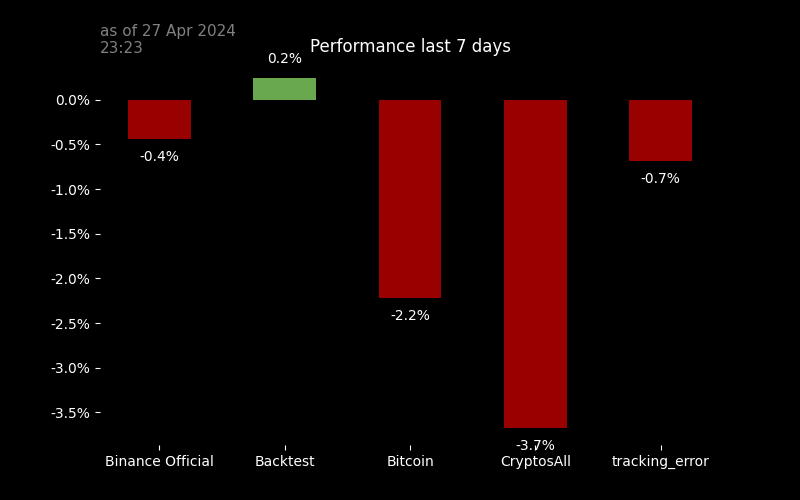 as of 27 Apr 2024
23:23
Performance last 7 days
0.2%
0.0%
-0.5%
-0.4%
-0.7%
-1.0%
-1.5%
-2.0%
-2.2%
-2.5%
-3.0%
-3.5%
-3.7%
Binance Official
Backtest
Bitcoin
CryptosAll
tracking_error